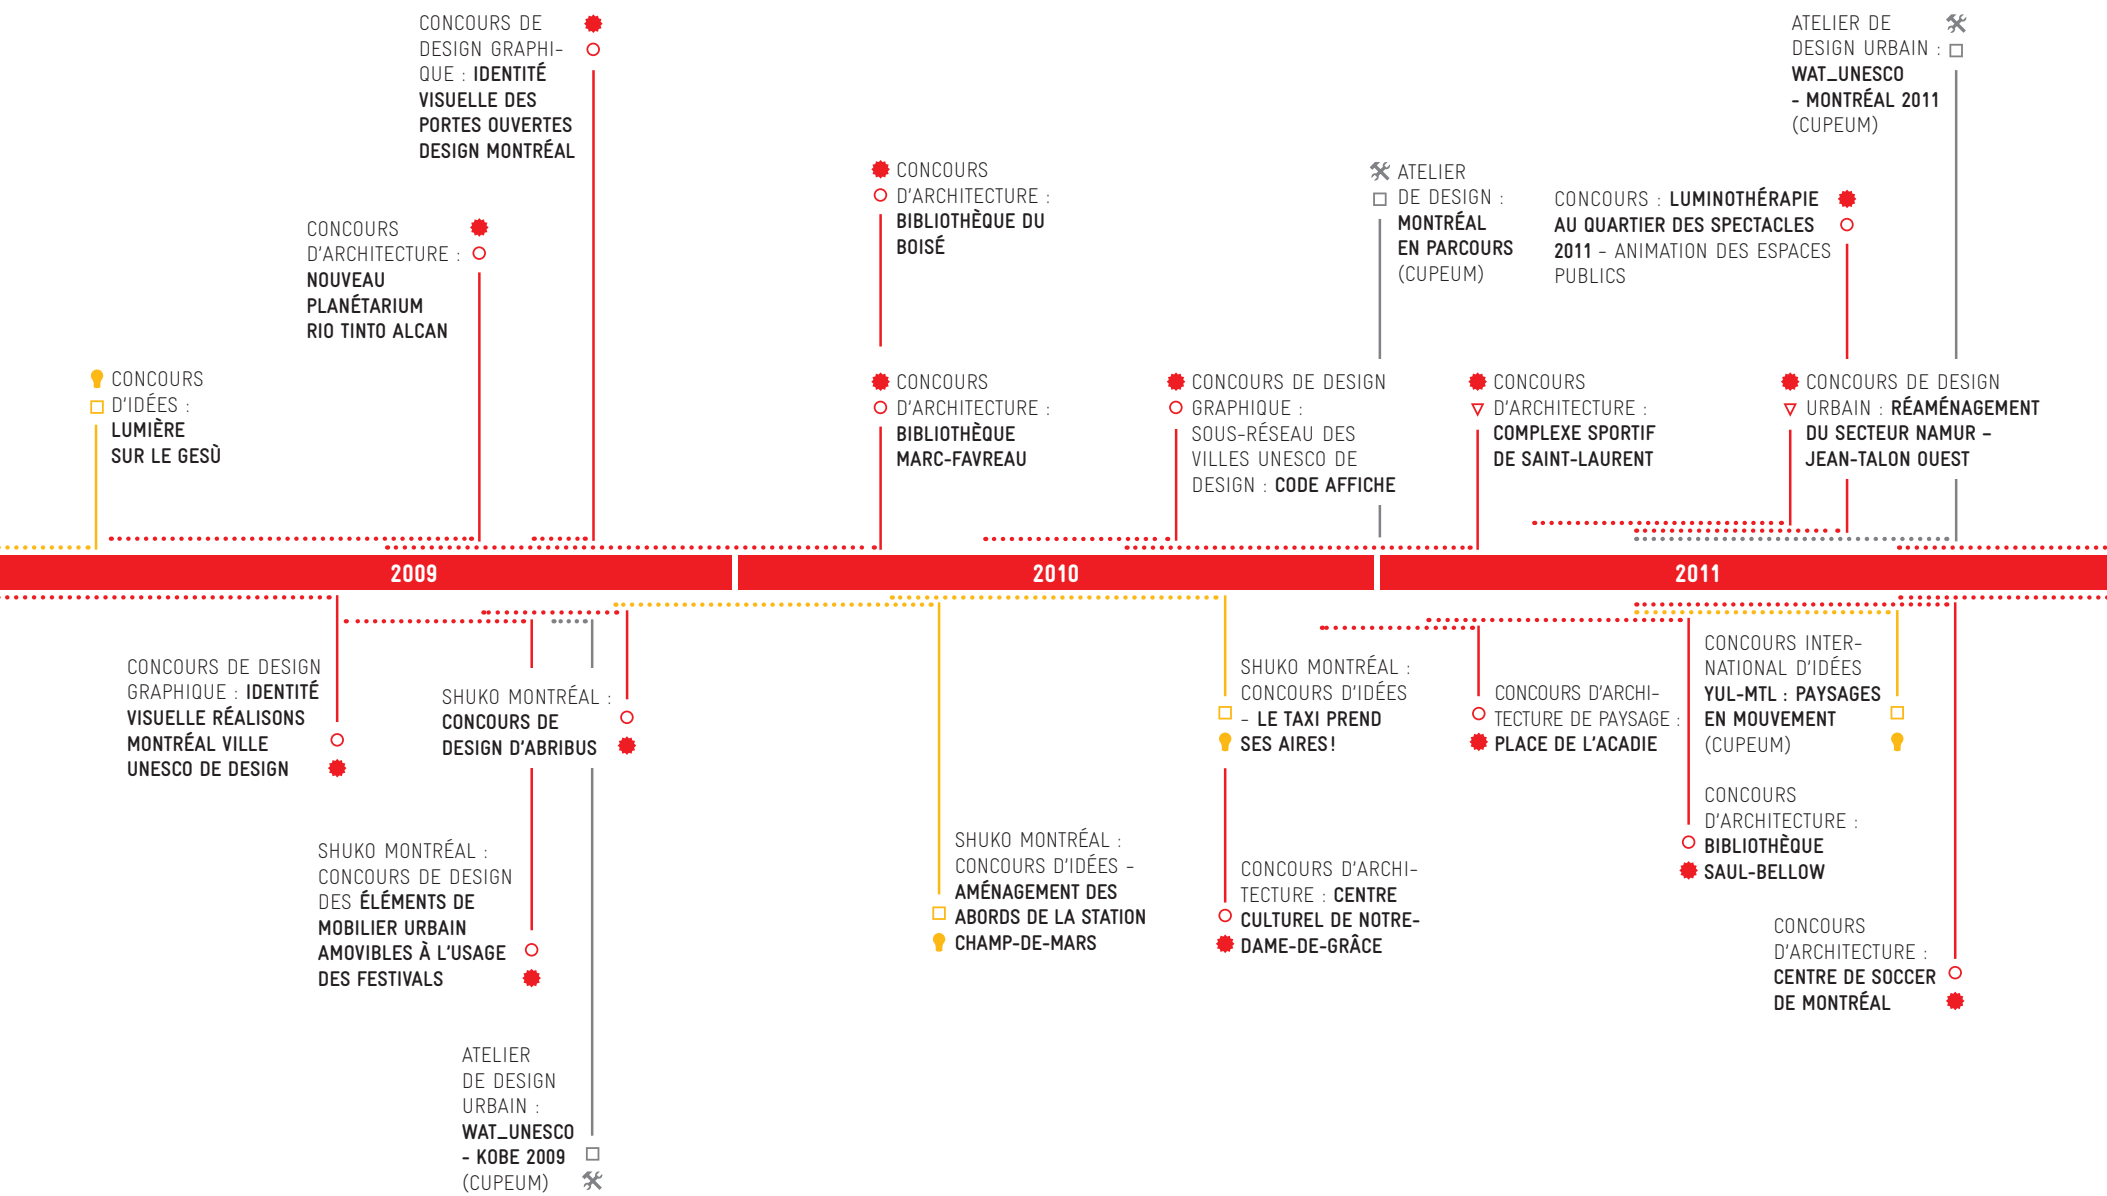 CONCOURS DE
DESIGN GRAPHI-
QUE : IDENTITÉ
VISUELLE DES
PORTES OUVERTES
DESIGN MONTRÉAL
ATELIER DE
DESIGN URBAIN :
WAT_UNESCO
- MONTRÉAL 2011
(CUPEUM)
CONCOURS
D'ARCHITECTURE :
BIBLIOTHÈQUE DU
BOISÉ
ATELIER
DE DESIGN :
MONTRÉAL
EN PARCOURS
(CUPEUM)
CONCOURS : LUMINOTHÉRAPIE
AU QUARTIER DES SPECTACLES
2011 - ANIMATION DES ESPACES
PUBLICS
CONCOURS
D'ARCHITECTURE :
NOUVEAU
PLANÉTARIUM
RIO TINTO ALCAN
CONCOURS
D'IDÉES :
LUMIÈRE
SUR LE GESÙ
CONCOURS
D'ARCHITECTURE :
BIBLIOTHÈQUE
MARC-FAVREAU
CONCOURS DE DESIGN
GRAPHIQUE :
SOUS-RÉSEAU DES
VILLES UNESCO DE
DESIGN : CODE AFFICHE
CONCOURS
D'ARCHITECTURE :
COMPLEXE SPORTIF
DE SAINT-LAURENT
CONCOURS DE DESIGN
URBAIN : RÉAMÉNAGEMENT
DU SECTEUR NAMUR –
JEAN-TALON OUEST
2009
2010
2011
CONCOURS DE DESIGN
GRAPHIQUE : IDENTITÉ
VISUELLE RÉALISONS
MONTRÉAL VILLE
UNESCO DE DESIGN
SHUKO MONTRÉAL :
CONCOURS DE
DESIGN D'ABRIBUS
SHUKO MONTRÉAL :
CONCOURS D'IDÉES
- LE TAXI PREND
SES AIRES!
CONCOURS D'ARCHI-
TECTURE DE PAYSAGE :
PLACE DE L'ACADIE
CONCOURS INTER-
NATIONAL D'IDÉES
YUL-MTL : PAYSAGES
EN MOUVEMENT
(CUPEUM)
CONCOURS
D'ARCHITECTURE :
BIBLIOTHÈQUE
SAUL-BELLOW
SHUKO MONTRÉAL :
CONCOURS DE DESIGN
DES ÉLÉMENTS DE
MOBILIER URBAIN
AMOVIBLES À L'USAGE
DES FESTIVALS
SHUKO MONTRÉAL :
CONCOURS D'IDÉES -
AMÉNAGEMENT DES
ABORDS DE LA STATION
CHAMP-DE-MARS
CONCOURS D'ARCHI-
TECTURE : CENTRE
CULTUREL DE NOTRE-
DAME-DE-GRÂCE
CONCOURS
D'ARCHITECTURE :
CENTRE DE SOCCER
DE MONTRÉAL
ATELIER
DE DESIGN
URBAIN :
WAT_UNESCO
- KOBE 2009
(CUPEUM)